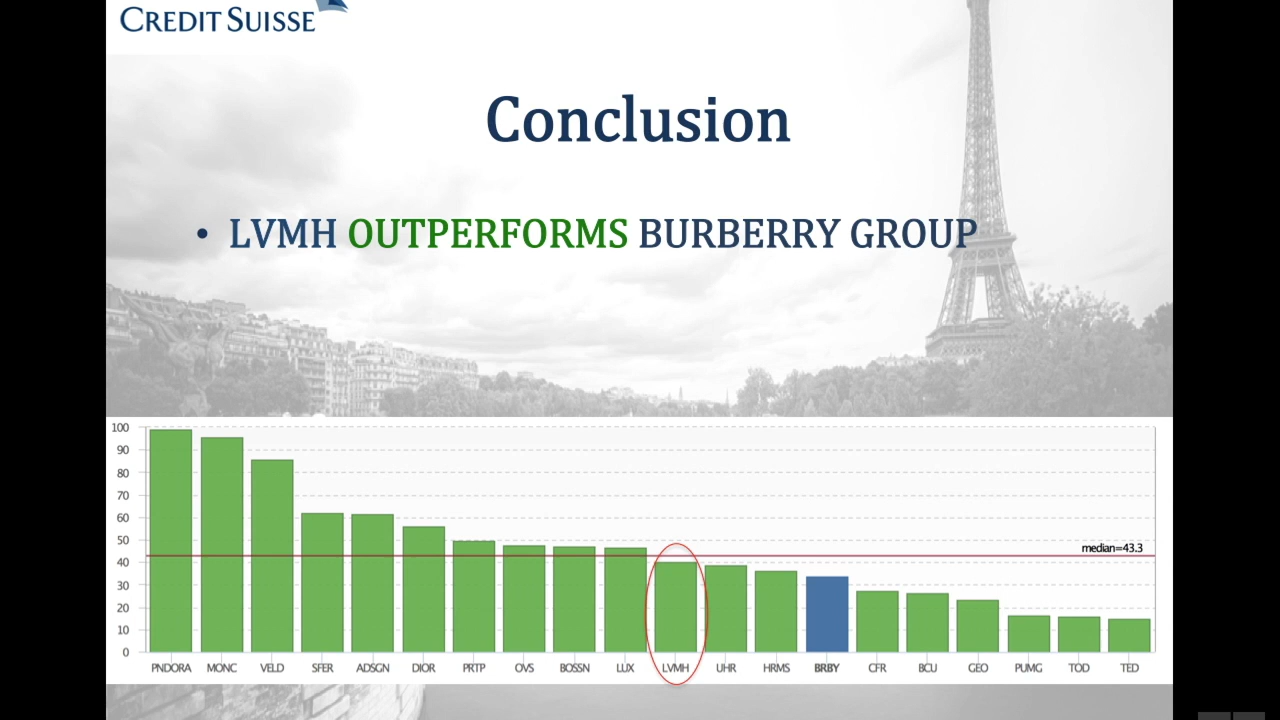 CREDIT SUISSE
Conclusion
• LVMH OUTPERFORMS BURBERRY GROUP
100
90
80
70
60
50
40
30
20
10
0
median=43.3
PNDORA MONC VELD SFER ADSGN DIOR PRTP OVS BOSSN LUX LVMH UHR HRMS BRBY CFR BCU GEO PUMG TOD TED